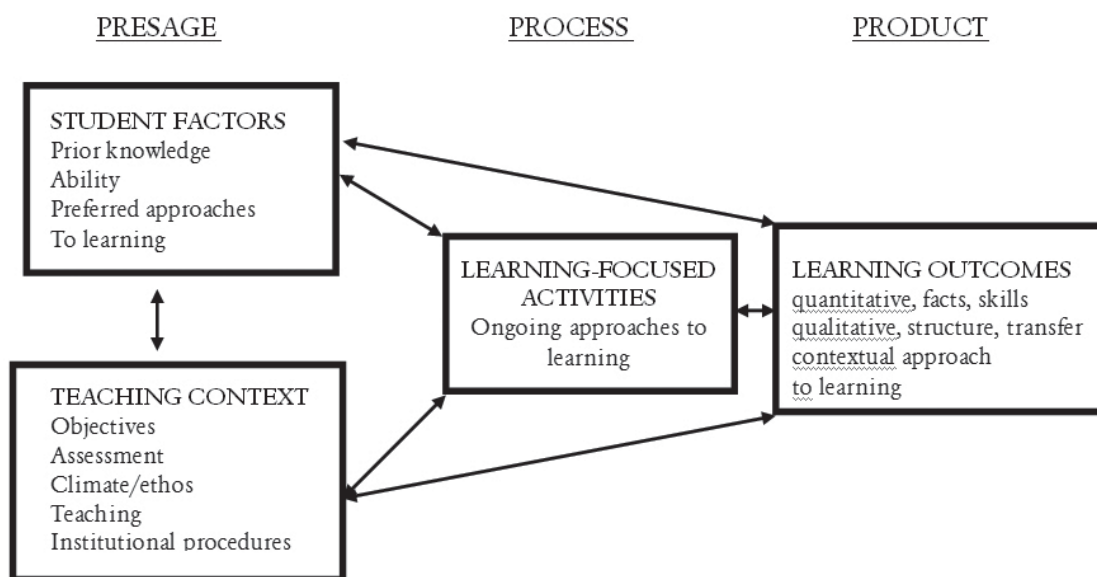 PRESAGE
PROCESS
PRODUCT
STUDENT FACTORS
Prior knowledge
Ability
Preferred approaches
To learning
LEARNING-FOCUSED
ACTIVITIES
Ongoing approaches to
learning
LEARNING OUTCOMES
quantitative, facts, skills
qualitative, structure, transfer
contextual approach
to learning
TEACHING CONTEXT
Objectives
Assessment
Climate/ethos
Teaching
Institutional procedures